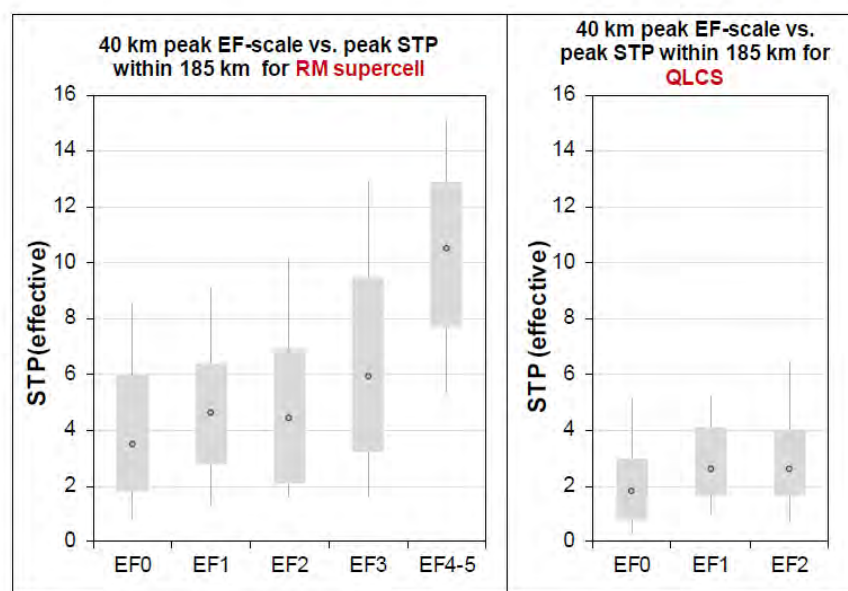 40 km peak EF-scale vs. peak STP
within 185 km for RM supercell
STP(effective)
16
14
12
10
8
6
4
2
0
EF0 EF1 EF2 EF3 EF4-5
40 km peak EF-scale vs.
peak STP within 185 km for
QLCS
STP (effective)
16
14
12
10
8
6
4
2
0
EF0 EF1 EF2